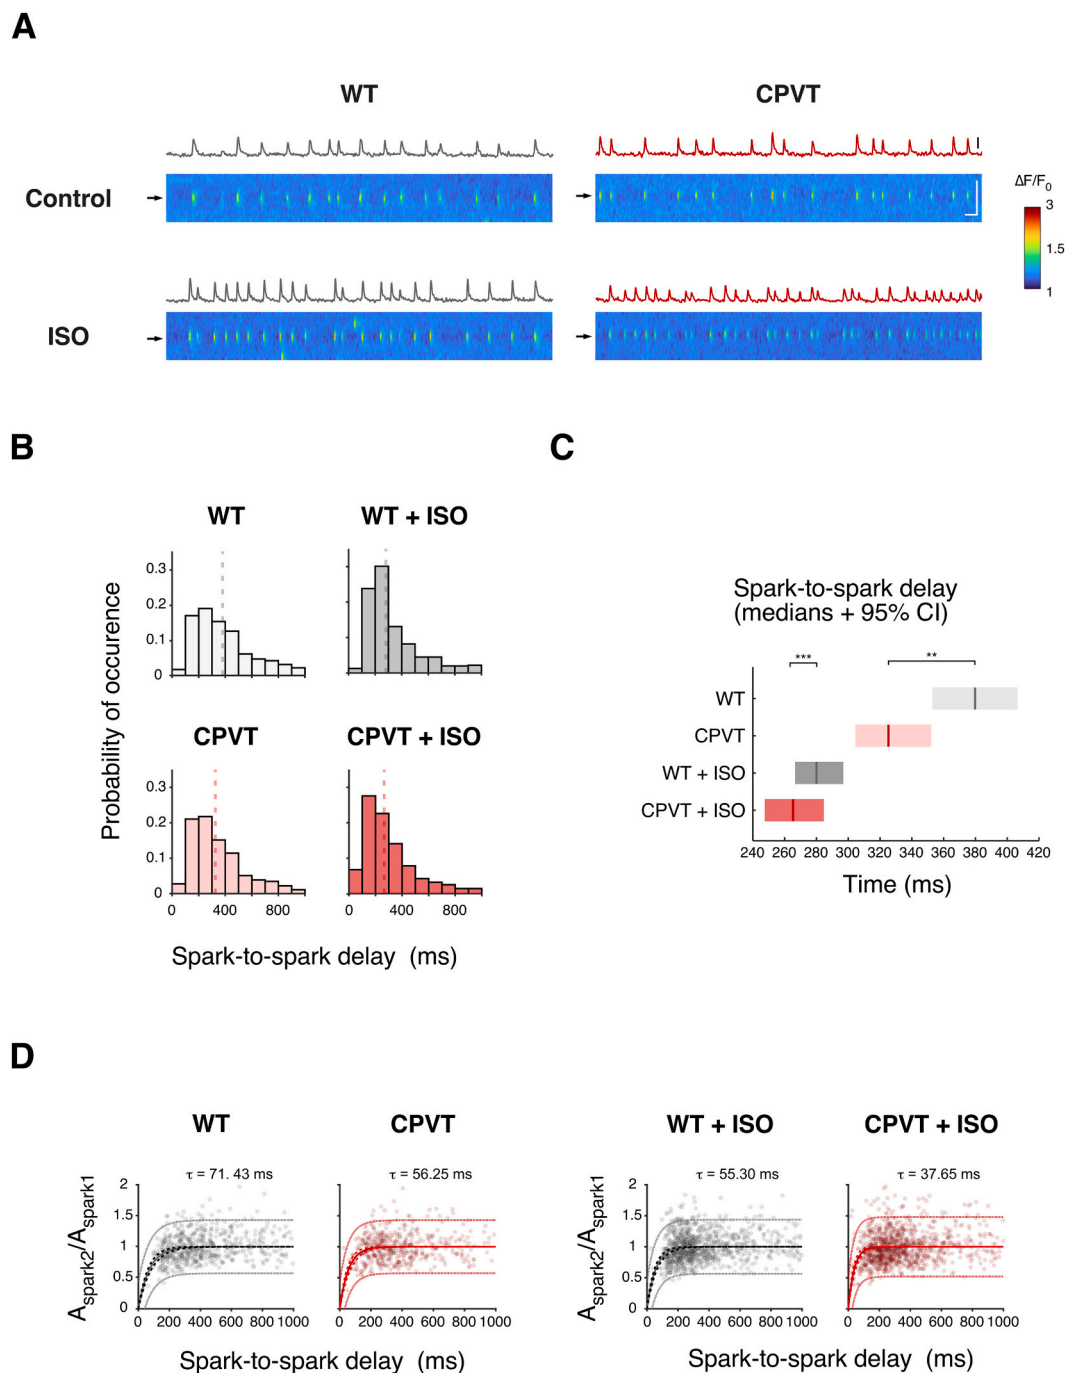 A
WT
CPVT
Control
ΔF/F0
3
1.5
1
ISO
B
C
WT
WT + ISO
0.3
0.2
0.1
0
Probability of occurence
CPVT
CPVT + ISO
0.3
0.2
0.1
0
0 400 800
0 400 800
Spark-to-spark delay (ms)
Spark-to-spark delay
(medians + 95% CI)
***
**
WT
CPVT
WT + ISO
CPVT + ISO
240 260 280 300 320 340 360 380 400 420
Time (ms)
D
WT
CPVT
WT + ISO
CPVT + ISO
τ = 71. 43 ms
τ = 56.25 ms
τ = 55.30 ms
τ = 37.65 ms
Aspark2/Aspark1
2
1.5
1
0.5
0
0 200 400 600 800 1000
0 200 400 600 800 1000
Spark-to-spark delay (ms)
Aspark2/Aspark1
2
1.5
1
0.5
0
0 200 400 600 800 1000
0 200 400 600 800 1000
Spark-to-spark delay (ms)